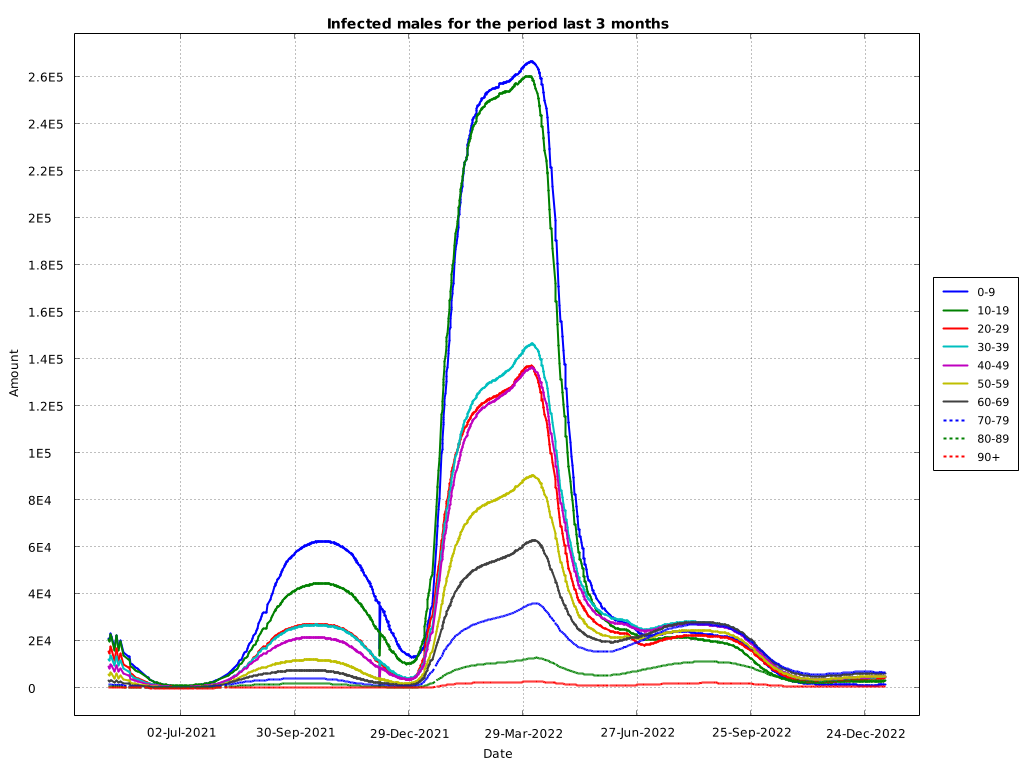 Infected males for the period last 3 months
2.6E5
2.4E5
2.2E5
2E5
1.8E5
1.6E5
1.4E5
1.2E5
1E5
8E4
6E4
4E4
2E4
0
Amount
02-Jul-2021
30-Sep-2021
29-Dec-2021
29-Mar-2022
27-Jun-2022
25-Sep-2022
24-Dec-2022
Date
0-9
10-19
20-29
30-39
40-49
50-59
60-69
70-79
80-89
90+